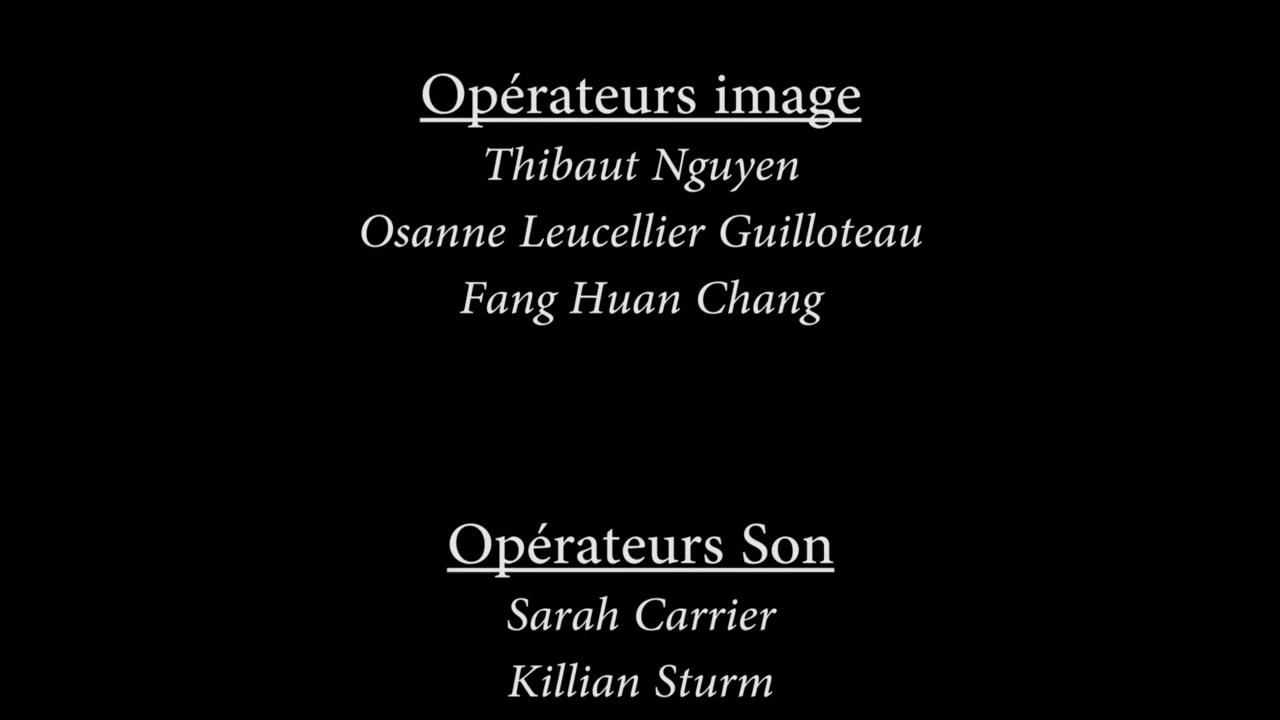 Opérateurs image
Thibaut Nguyen
Osanne Leucellier Guilloteau
Fang Huan Chang
Opérateurs Son
Sarah Carrier
Killian Sturm